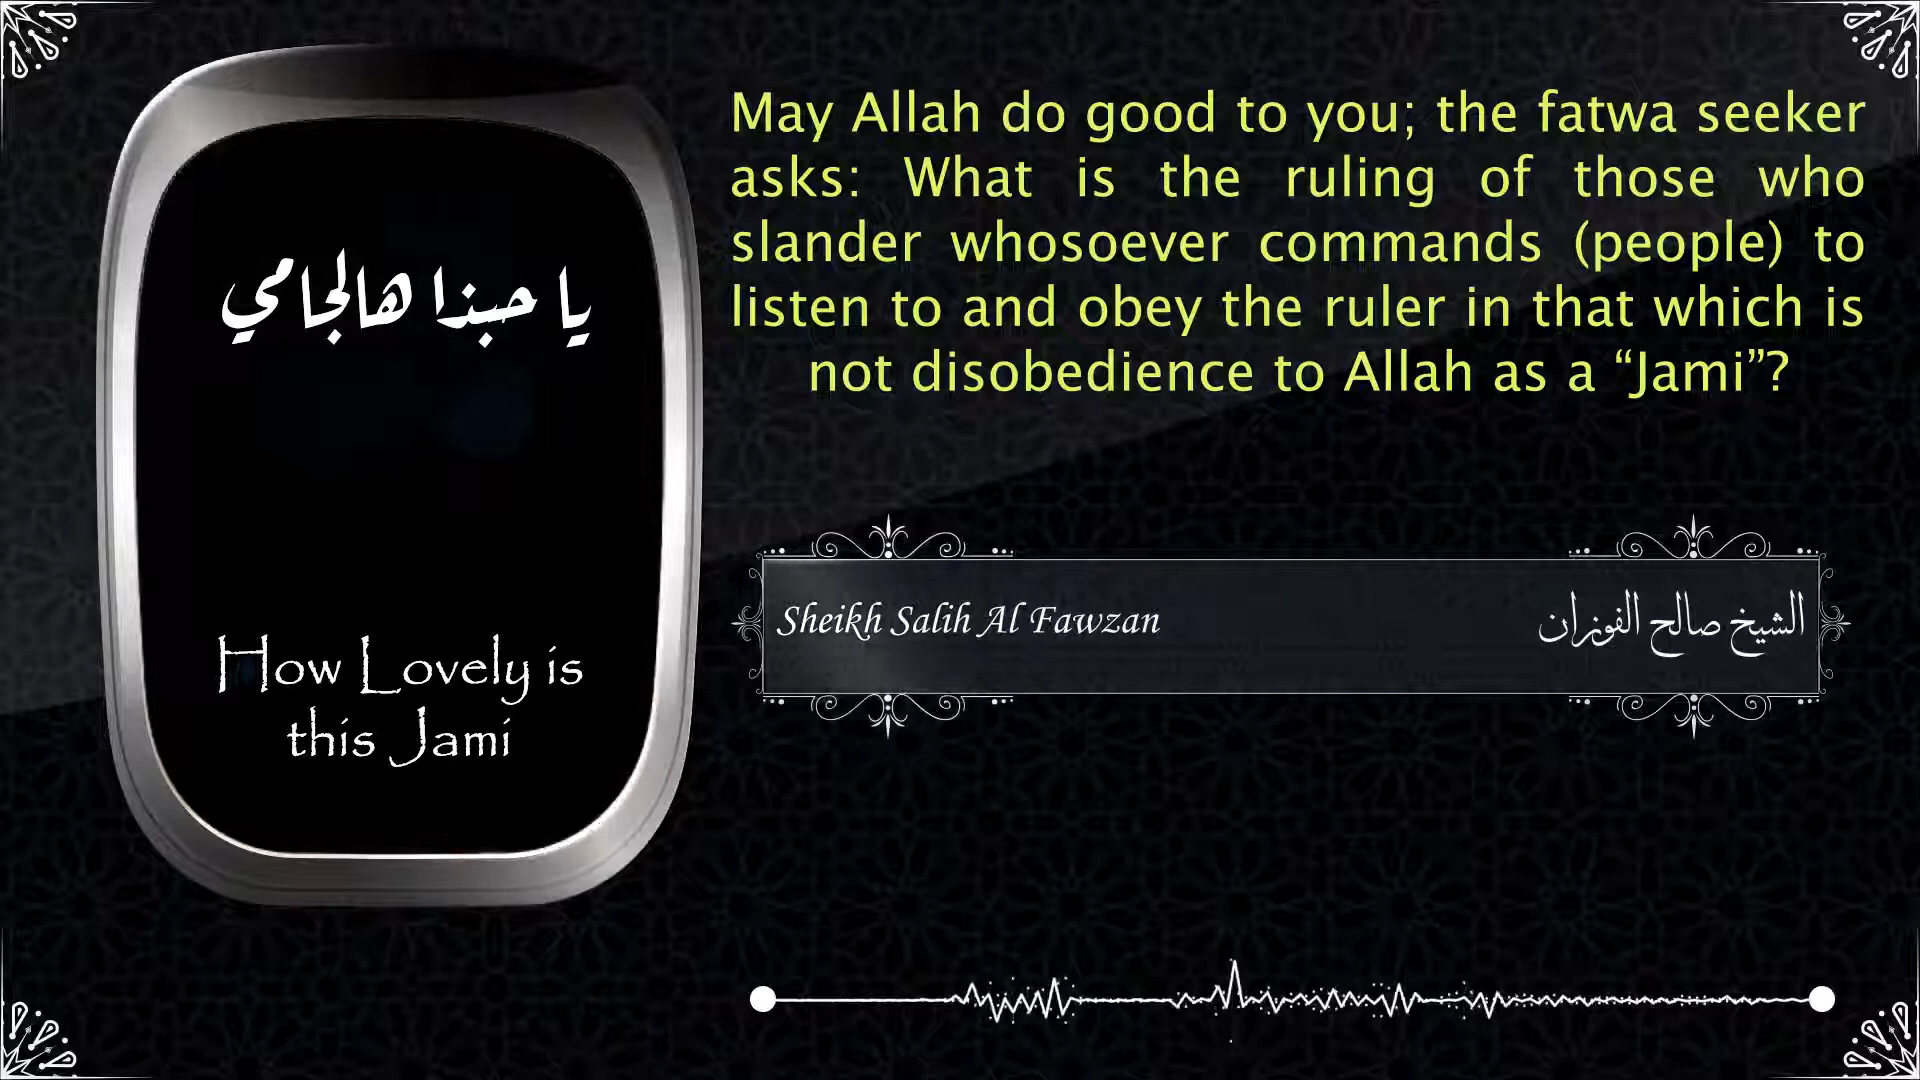 يا حبذا هالجامي
How Lovely is
this Jami
May Allah do good to you; the fatwa seeker
asks: What is the ruling of those who
slander whosoever commands (people) to
listen to and obey the ruler in that which is
not disobedience to Allah as a “Jami”?
Sheikh Salih Al Fawzan
الشيخ صالح الفوزان